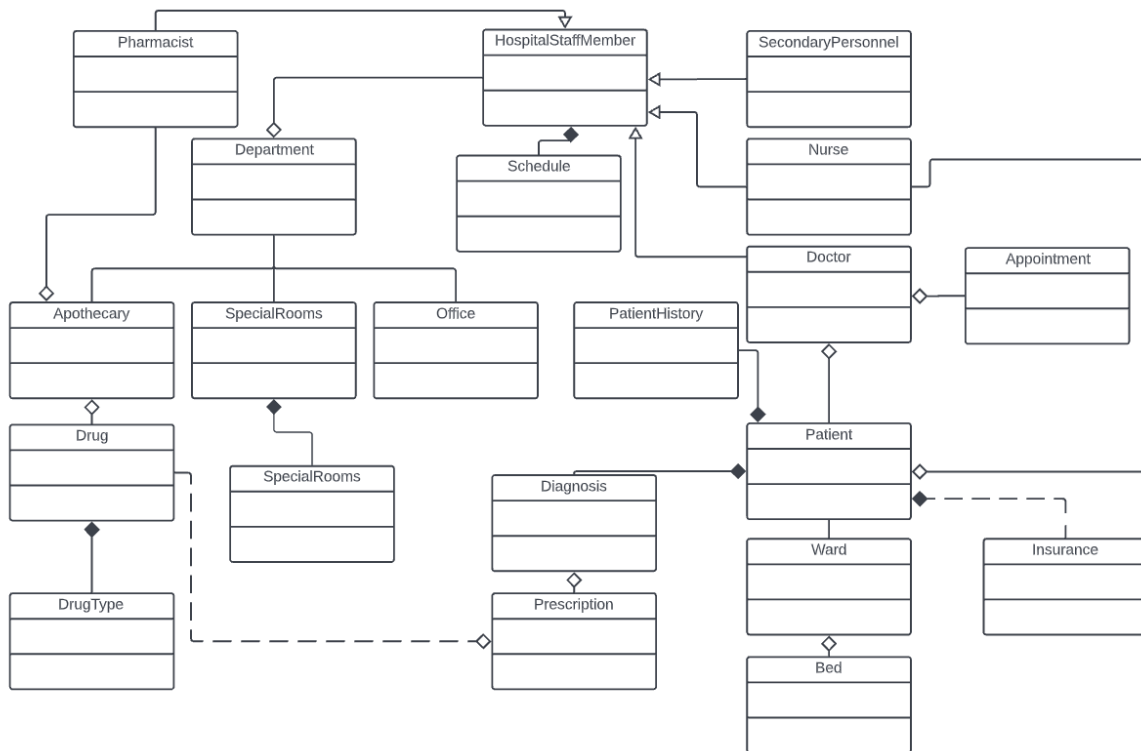 Pharmacist
HospitalStaffMember
SecondaryPersonnel
Department
Schedule
Nurse
Doctor
Appointment
Apothecary
SpecialRooms
Office
PatientHistory
Drug
SpecialRooms
Diagnosis
Patient
DrugType
Prescription
Ward
Insurance
Bed